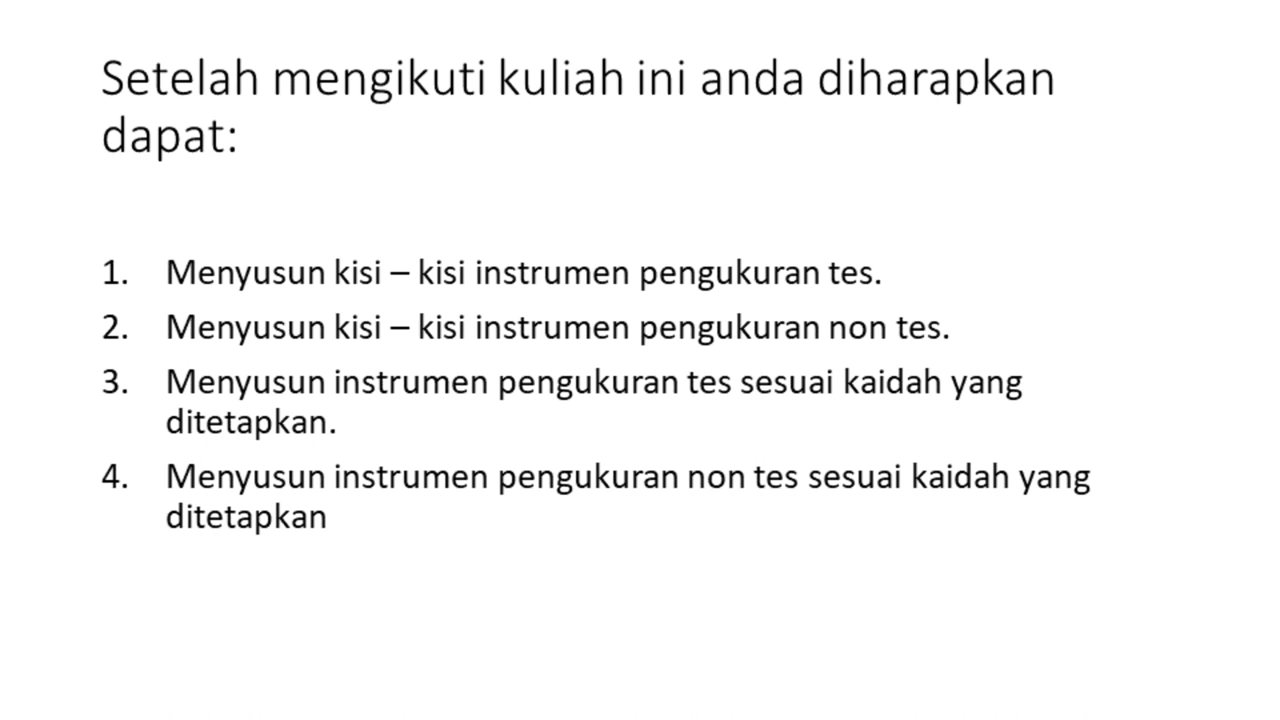 Setelah mengikuti kuliah ini anda diharapkan
dapat:
1. Menyusun kisi – kisi instrumen pengukuran tes.
2. Menyusun kisi – kisi instrumen pengukuran non tes.
3. Menyusun instrumen pengukuran tes sesuai kaidah yang
ditetapkan.
4. Menyusun instrumen pengukuran non tes sesuai kaidah yang
ditetapkan